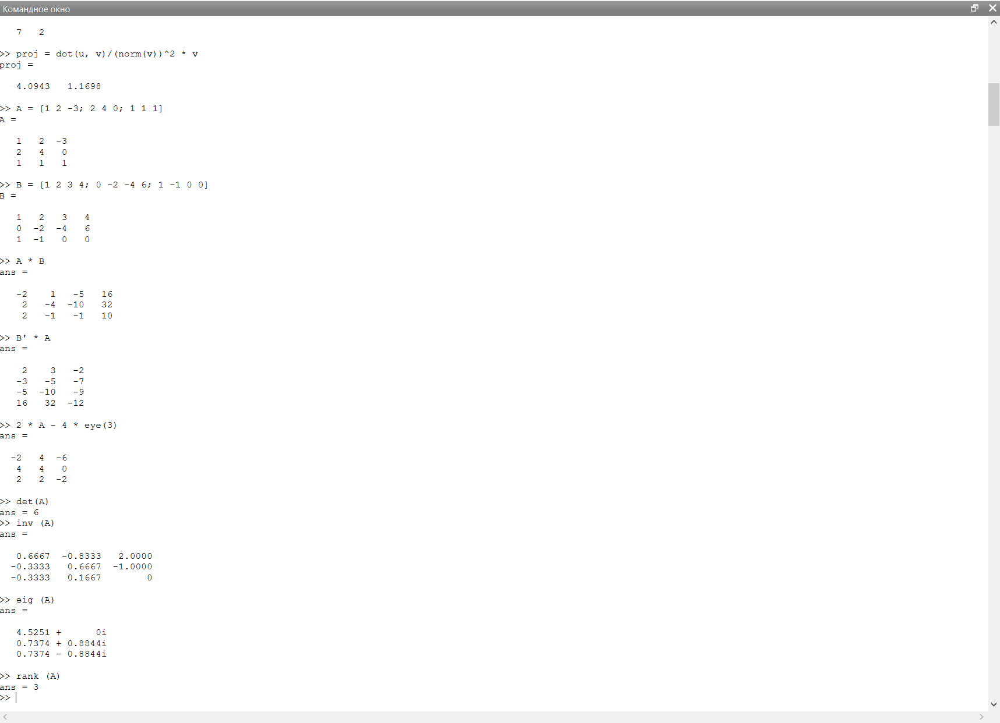 Командное окно
7 2
>> proj = dot(u, v)/(norm(v))^2 * v
proj =
4.0943 1.1698
>> A = [1 2 -3; 2 4 0; 1 1 1]
A =
1 2 -3
2 4 0
1 1 1
>> B = [1 2 3 4; 0 -2 -4 6; 1 -1 0 0]
B =
1 2 3 4
0 -2 -4 6
1 -1 0 0
>> A * B
ans =
-2 1 -5 16
2 -4 -10 32
2 -1 -1 10
>> B' * A
ans =
2 3 -2
-3 -5 -7
-5 -10 -9
16 32 -12
>> 2 * A - 4 * eye(3)
ans =
-2 4 -6
4 4 0
2 2 -2
>> det(A)
ans = 6
>> inv (A)
ans =
0.6667 -0.8333 2.0000
-0.3333 0.6667 -1.0000
-0.3333 0.1667 0
>> eig (A)
ans =
4.5251 + 0i
0.7374 + 0.8844i
0.7374 - 0.8844i
>> rank (A)
ans = 3
>>